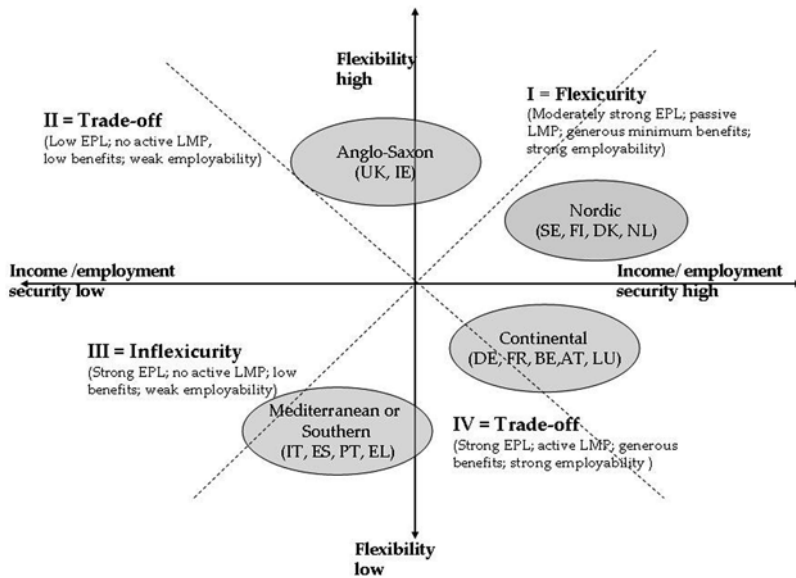 Flexibility
high
I = Flexicurity
(Moderately strong EPL; passive
LMP; generous minimum benefits;
strong employability)
II = Trade-off
(Low EPL; no active LMP,
low benefits; weak employability)
Anglo-Saxon
(UK, IE)
Nordic
(SE, FI, DK, NL)
Income /employment
security low
Income/ employment
security high
Continental
(DE, FR, BE,AT, LU)
III = Inflexicurity
(Strong EPL; no active LMP; low
benefits; weak employability)
Mediterranean or
Southern
(IT, ES, PT, EL)
IV = Trade-off
(Strong EPL; active LMP; generous
benefits; strong employability )
Flexibility
low